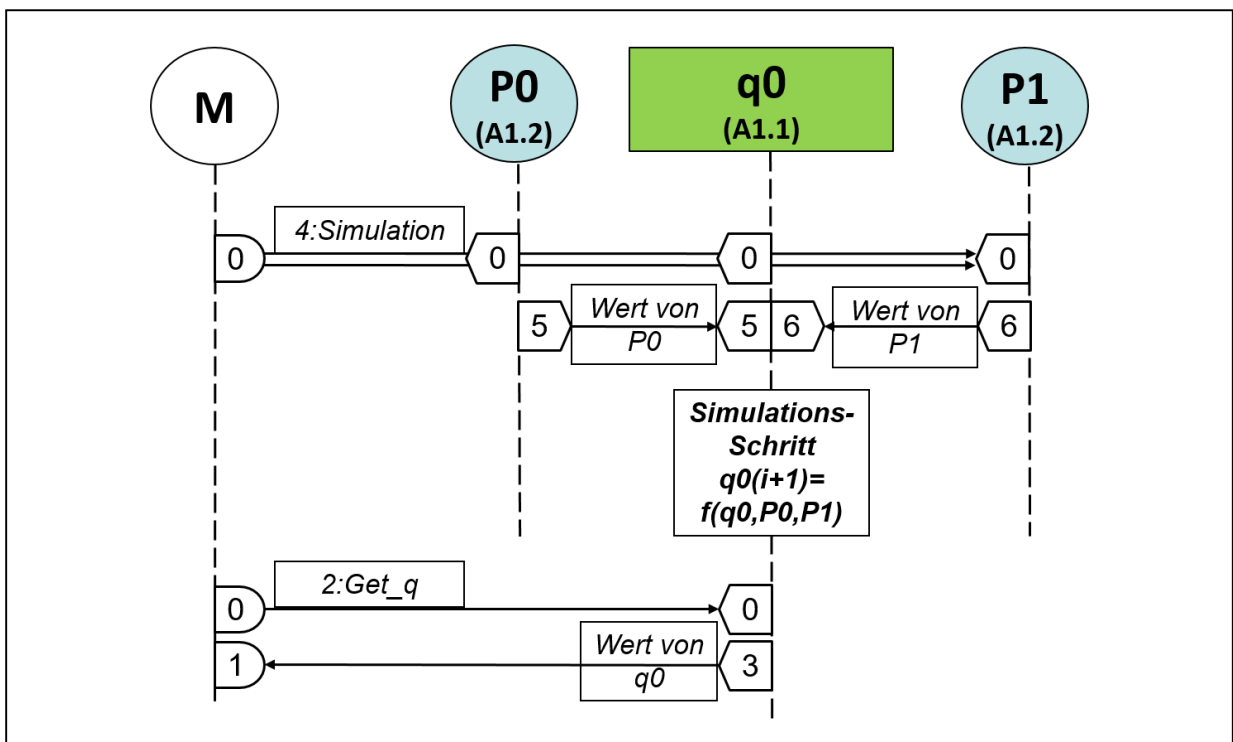 M
P0
(A1.2)
q0
(A1.1)
P1
(A1.2)
4:Simulation
0
0
0
0
5
Wert von
P0
5
6
Wert von
P1
6
Simulations-
Schritt
q0(i+1)=
f(q0,P0,P1)
2:Get_q
0
0
1
Wert von
q0
3